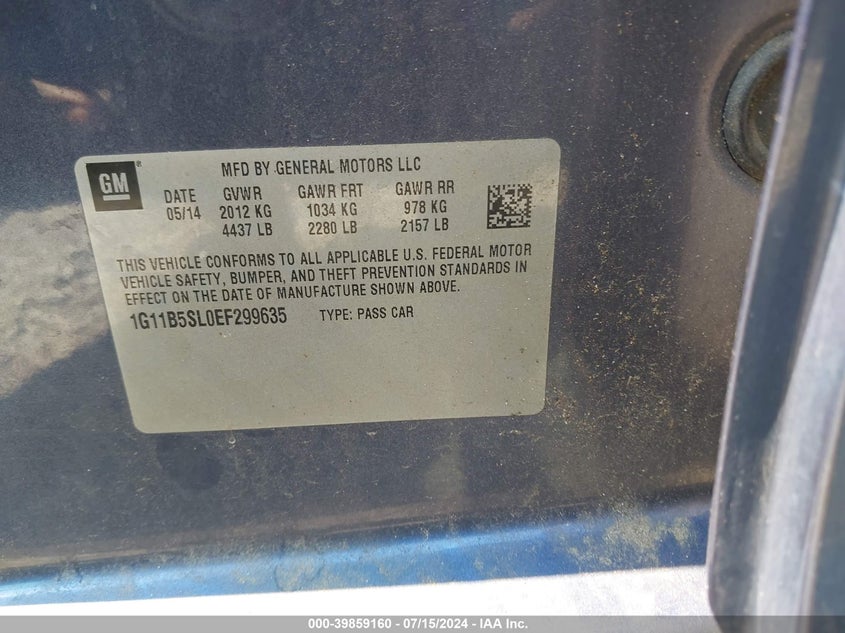 GM
MFD BY GENERAL MOTORS LLC
DATE GVWR GAWR FRT GAWR RR
05/14 2012 KG 1034 KG 978 KG
4437 LB 2280 LB 2157 LB
THIS VEHICLE CONFORMS TO ALL APPLICABLE U.S. FEDERAL MOTOR
VEHICLE SAFETY, BUMPER, AND THEFT PREVENTION STANDARDS IN
EFFECT ON THE DATE OF MANUFACTURE SHOWN ABOVE.
1G11B5SL0EF299635 TYPE: PASS CAR
000-39859160 - 07/15/2024 - IAA Inc.